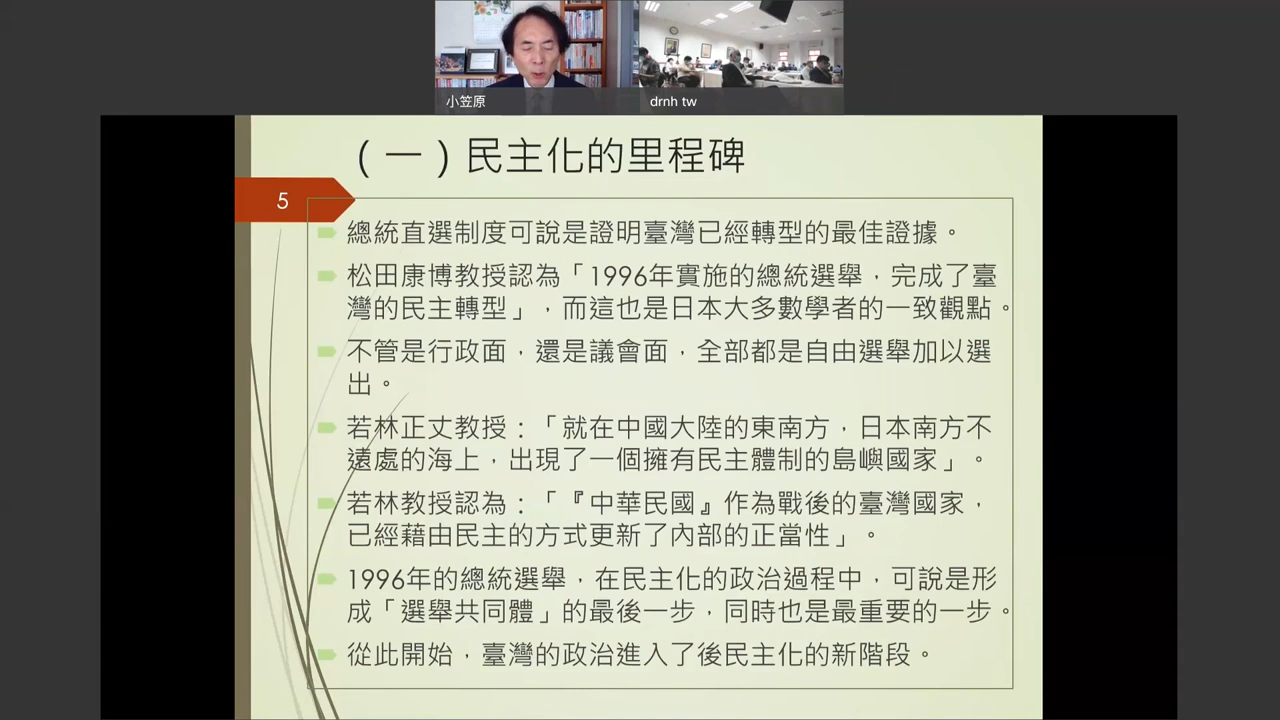 小笠原
drnh tw
（一）民主化的里程碑
5
總統直選制度可說是證明臺灣已經轉型的最佳證據。
松田康博教授認為「1996年實施的總統選舉，完成了臺
灣的民主轉型」，而這也是日本大多數學者的一致觀點。
不管是行政面，還是議會面，全部都是自由選舉加以選
出。
若林正丈教授：「就在中國大陸的東南方，日本南方不
遠處的海上，出現了一個擁有民主體制的島嶼國家」。
若林教授認為：「『中華民國』作為戰後的臺灣國家，
已經藉由民主的方式更新了內部的正當性」。
1996年的總統選舉，在民主化的政治過程中，可說是形
成「選舉共同體」的最後一步，同時也是最重要的一步。
從此開始，臺灣的政治進入了後民主化的新階段。